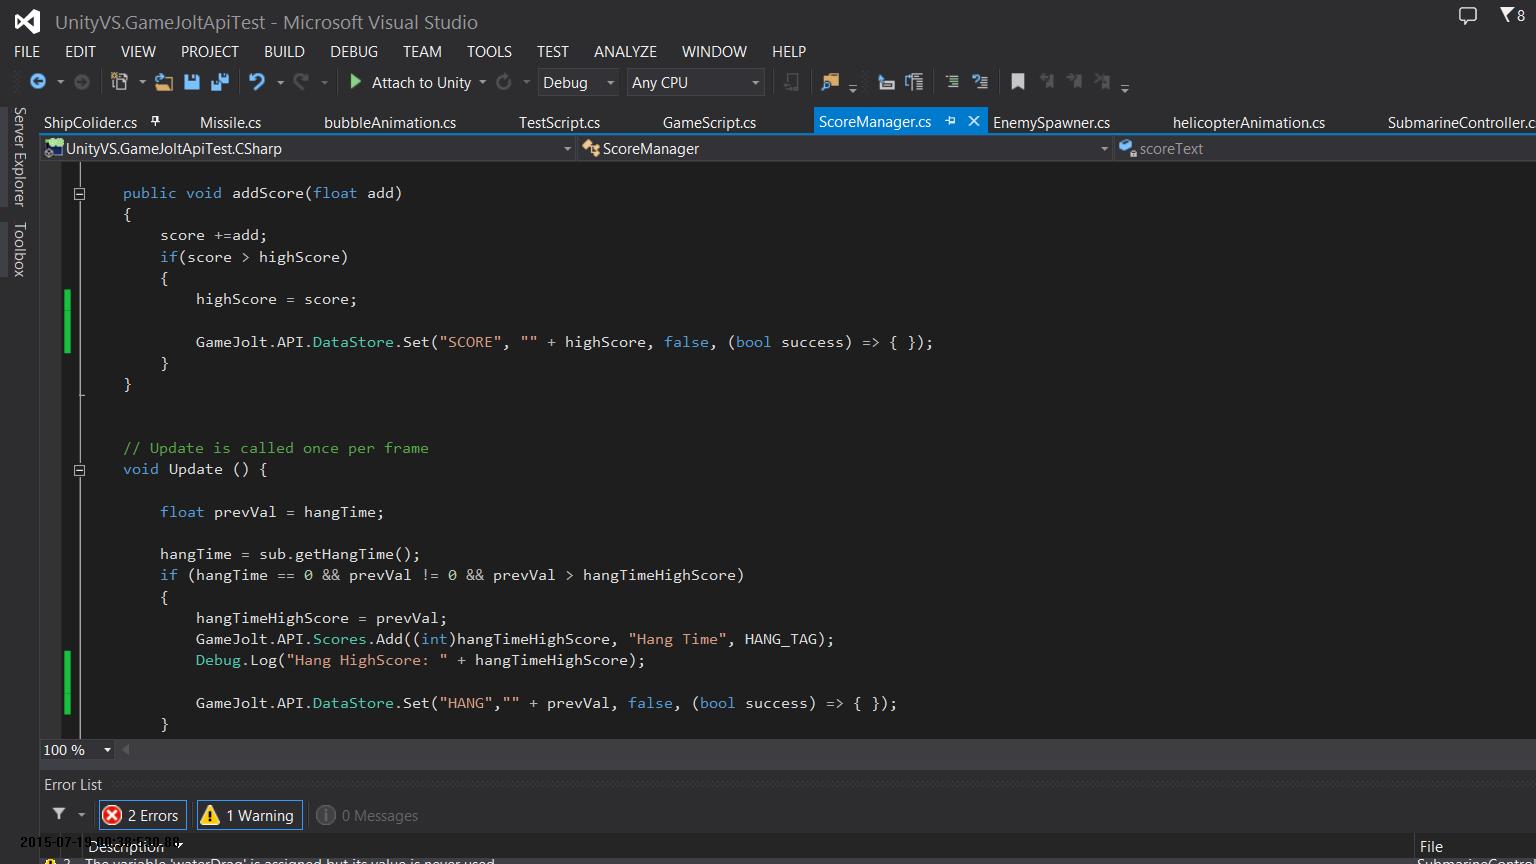 UnityVS.GameJoltApiTest - Microsoft Visual Studio
8
FILE EDIT VIEW PROJECT BUILD DEBUG TEAM TOOLS TEST ANALYZE WINDOW HELP
Attach to Unity Debug Any CPU
Server Explorer
Toolbox
ShipColider.cs Missile.cs bubbleAnimation.cs TestScript.cs GameScript.cs ScoreManager.cs EnemySpawner.cs helicopterAnimation.cs SubmarineController.cs
UnityVS.GameJoltApiTest.CSharp ScoreManager scoreText
public void addScore(float add)
{
score +=add;
if(score > highScore)
{
highScore = score;
GameJolt.API.DataStore.Set("SCORE", "" + highScore, false, (bool success) => { });
}
}
// Update is called once per frame
void Update () {
float prevVal = hangTime;
hangTime = sub.getHangTime();
if (hangTime == 0 && prevVal != 0 && prevVal > hangTimeHighScore)
{
hangTimeHighScore = prevVal;
GameJolt.API.Scores.Add((int)hangTimeHighScore, "Hang Time", HANG_TAG);
Debug.Log("Hang HighScore: " + hangTimeHighScore);
GameJolt.API.DataStore.Set("HANG","" + prevVal, false, (bool success) => { });
}
100 %
Error List
2 Errors 1 Warning 0 Messages
Description File
The variable 'waterDrag' is assigned but its value is never used